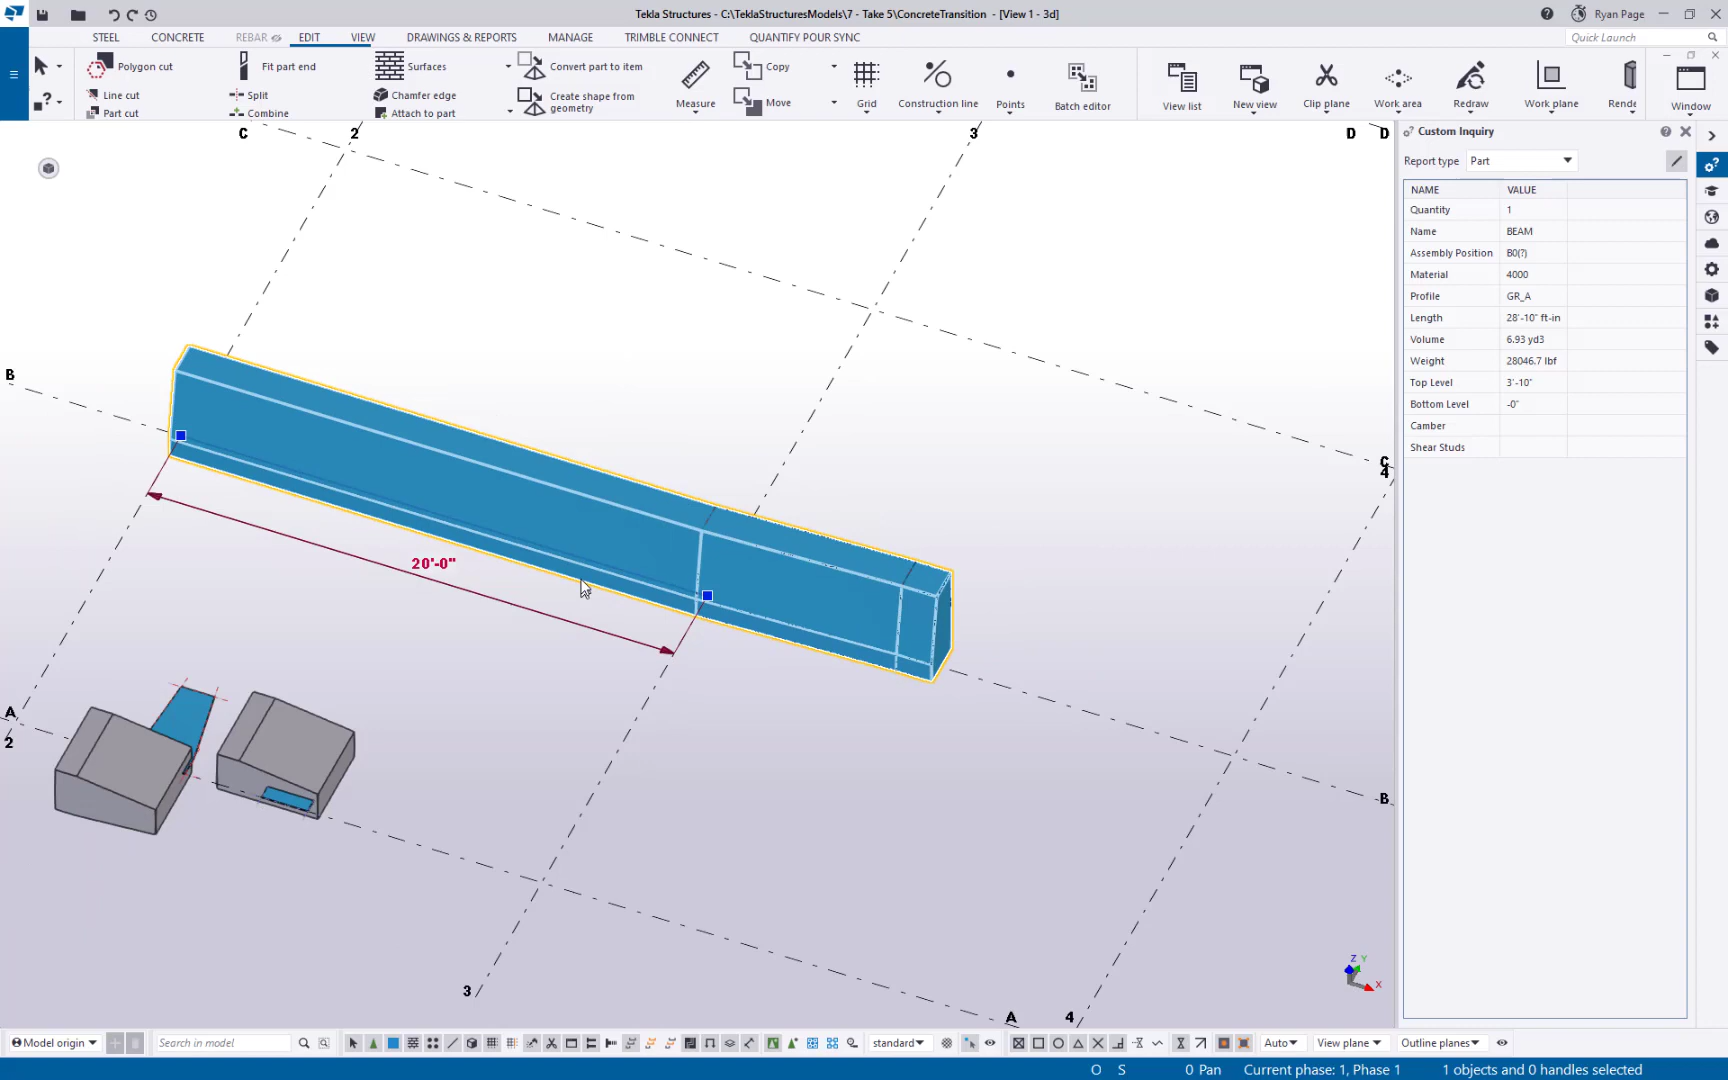 Tekla Structures - C:\TeklaStructuresModels\7 - Take 5\ConcreteTransition - [View 1 - 3d]
Ryan Page
STEEL CONCRETE REBAR EDIT VIEW DRAWINGS & REPORTS MANAGE TRIMBLE CONNECT QUANTIFY POUR SYNC
Quick Launch
Polygon cut
Line cut
Part cut
Fit part end
Split
Combine
Surfaces
Chamfer edge
Attach to part
Convert part to item
Create shape from
geometry
Measure
Copy
Move
Grid
Construction line
Points
Batch editor
View list
New view
Clip plane
Work area
Redraw
Work plane
Rende
Window
Custom Inquiry
Report type Part
NAME VALUE
Quantity 1
Name BEAM
Assembly Position B0(?)
Material 4000
Profile GR_A
Length 28'-10" ft-in
Volume 6.93 yd3
Weight 28046.7 lbf
Top Level 3'-10"
Bottom Level -0"
Camber
Shear Studs
C 2 3 D D
B
20'-0"
C
4
A
2
B
3
A 4
Z Y
X
Model origin
Search in model
standard
Auto
View plane
Outline planes
O S 0 Pan Current phase: 1, Phase 1 1 objects and 0 handles selected